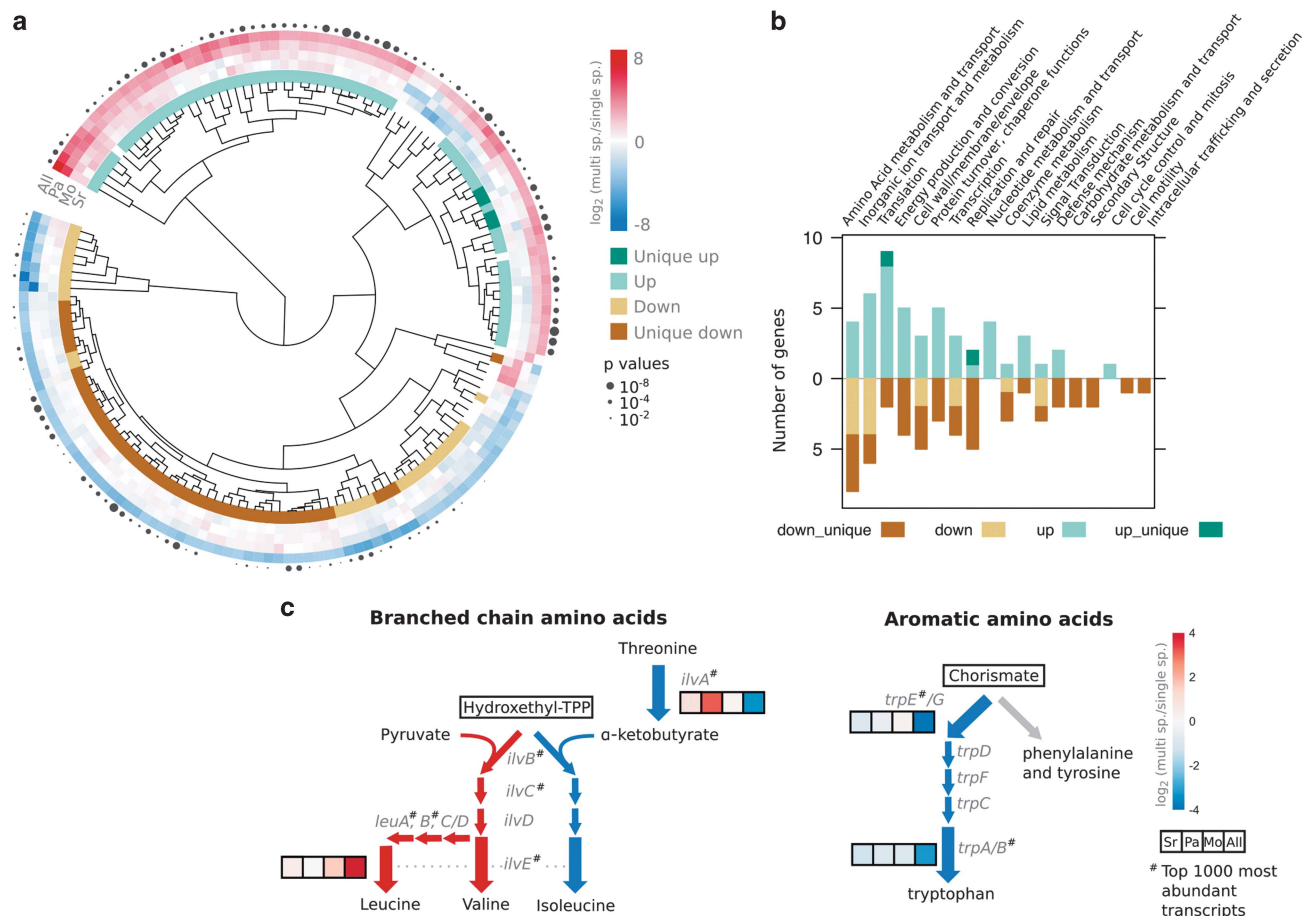 a
All
Pa
Mo
Sr
8
0
-8
log2 (multi sp./single sp.)
Unique up
Up
Down
Unique down
p values
10-8
10-4
10-2
b
Amino Acid metabolism and transport
Inorganic ion transport and metabolism
Translation
Energy production and conversion
Cell wall/membrane/envelope
Protein turnover, chaperone functions
Transcription
Replication and repair
Nucleotide metabolism and transport
Coenzyme metabolism
Lipid metabolism
Signal Transduction
Defense mechanism
Carbohydrate metabolism and transport
Secondary Structure
Cell cycle control and mitosis
Cell motility
Intracellular trafficking and secretion
Number of genes
10
5
0
5
down_unique
down
up
up_unique
c
Branched chain amino acids
Threonine
ilvA#
Hydroxethyl-TPP
Pyruvate
α-ketobutyrate
ilvB#
ilvC#
leuA#, B#, C/D
ilvD
ilvE#
Leucine
Valine
Isoleucine
Aromatic amino acids
Chorismate
trpE#/G
trpD
phenylalanine
and tyrosine
trpF
trpC
trpA/B#
tryptophan
4
2
0
-2
-4
log2 (multi sp./single sp.)
Sr Pa Mo All
# Top 1000 most
abundant
transcripts